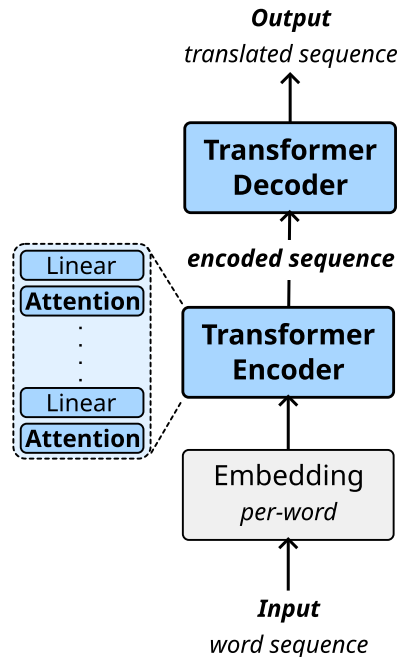 Output
translated sequence
Transformer
Decoder
encoded sequence
Linear
Attention
Linear
Attention
Transformer
Encoder
Embedding
per-word
Input
word sequence